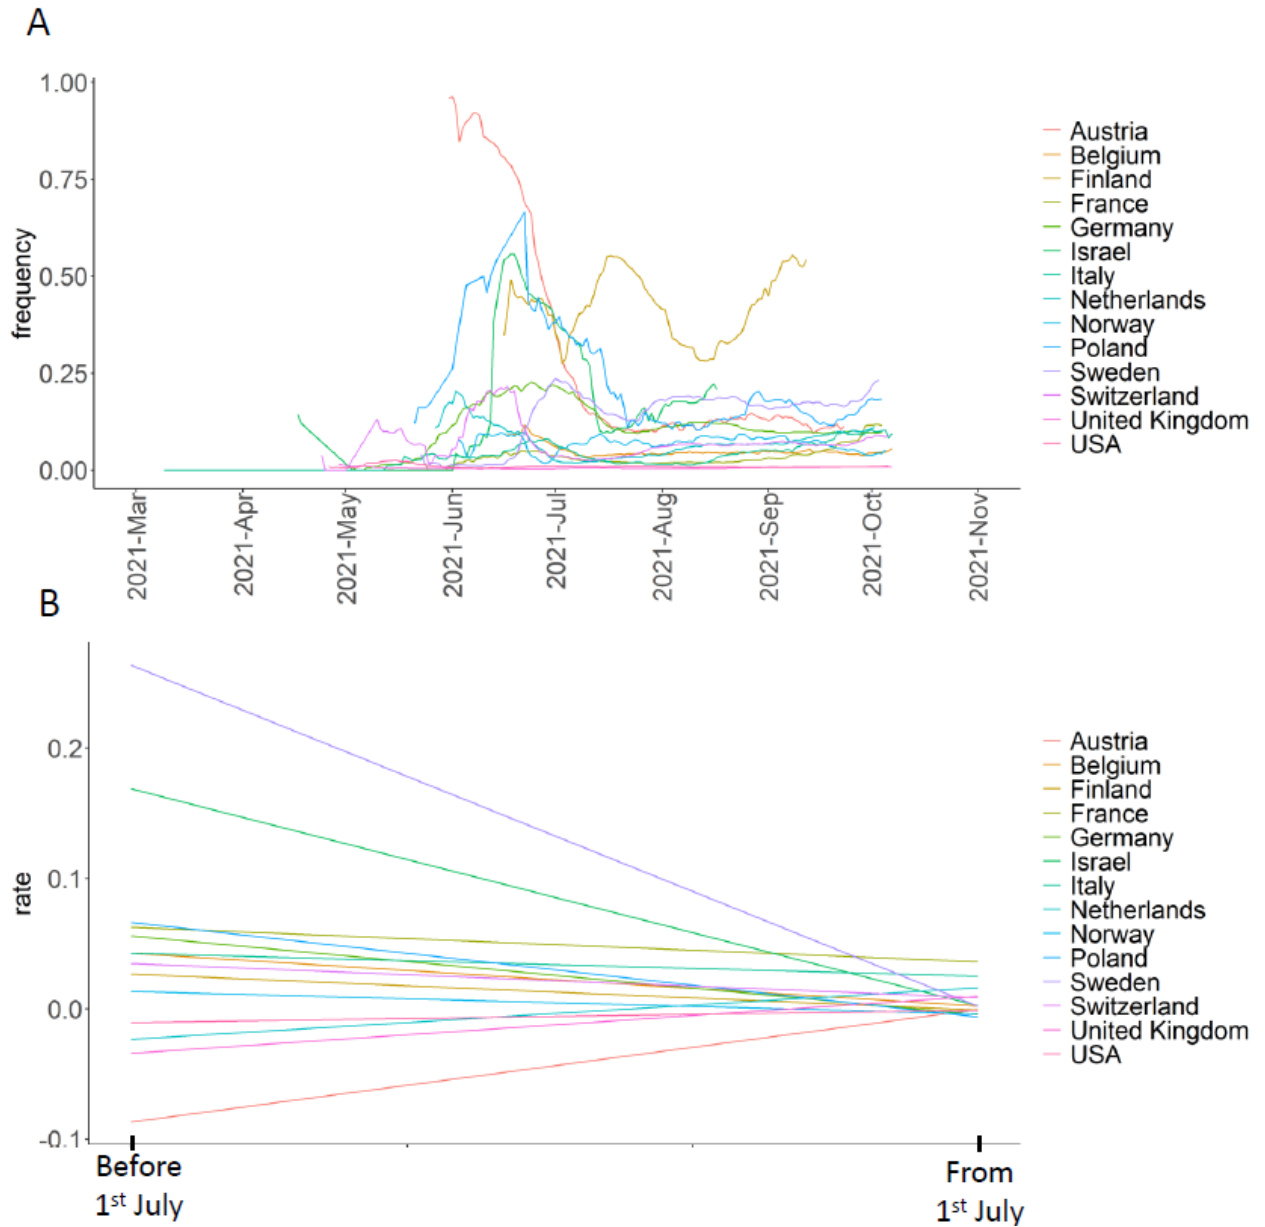 A
1.00
0.75
0.50
0.25
0.00
frequency
2021-Mar
2021-Apr
2021-May
2021-Jun
2021-Jul
2021-Aug
2021-Sep
2021-Oct
2021-Nov
Austria
Belgium
Finland
France
Germany
Israel
Italy
Netherlands
Norway
Poland
Sweden
Switzerland
United Kingdom
USA
B
0.2
0.1
0.0
-0.1
rate
Before
1st July
From
1st July
Austria
Belgium
Finland
France
Germany
Israel
Italy
Netherlands
Norway
Poland
Sweden
Switzerland
United Kingdom
USA